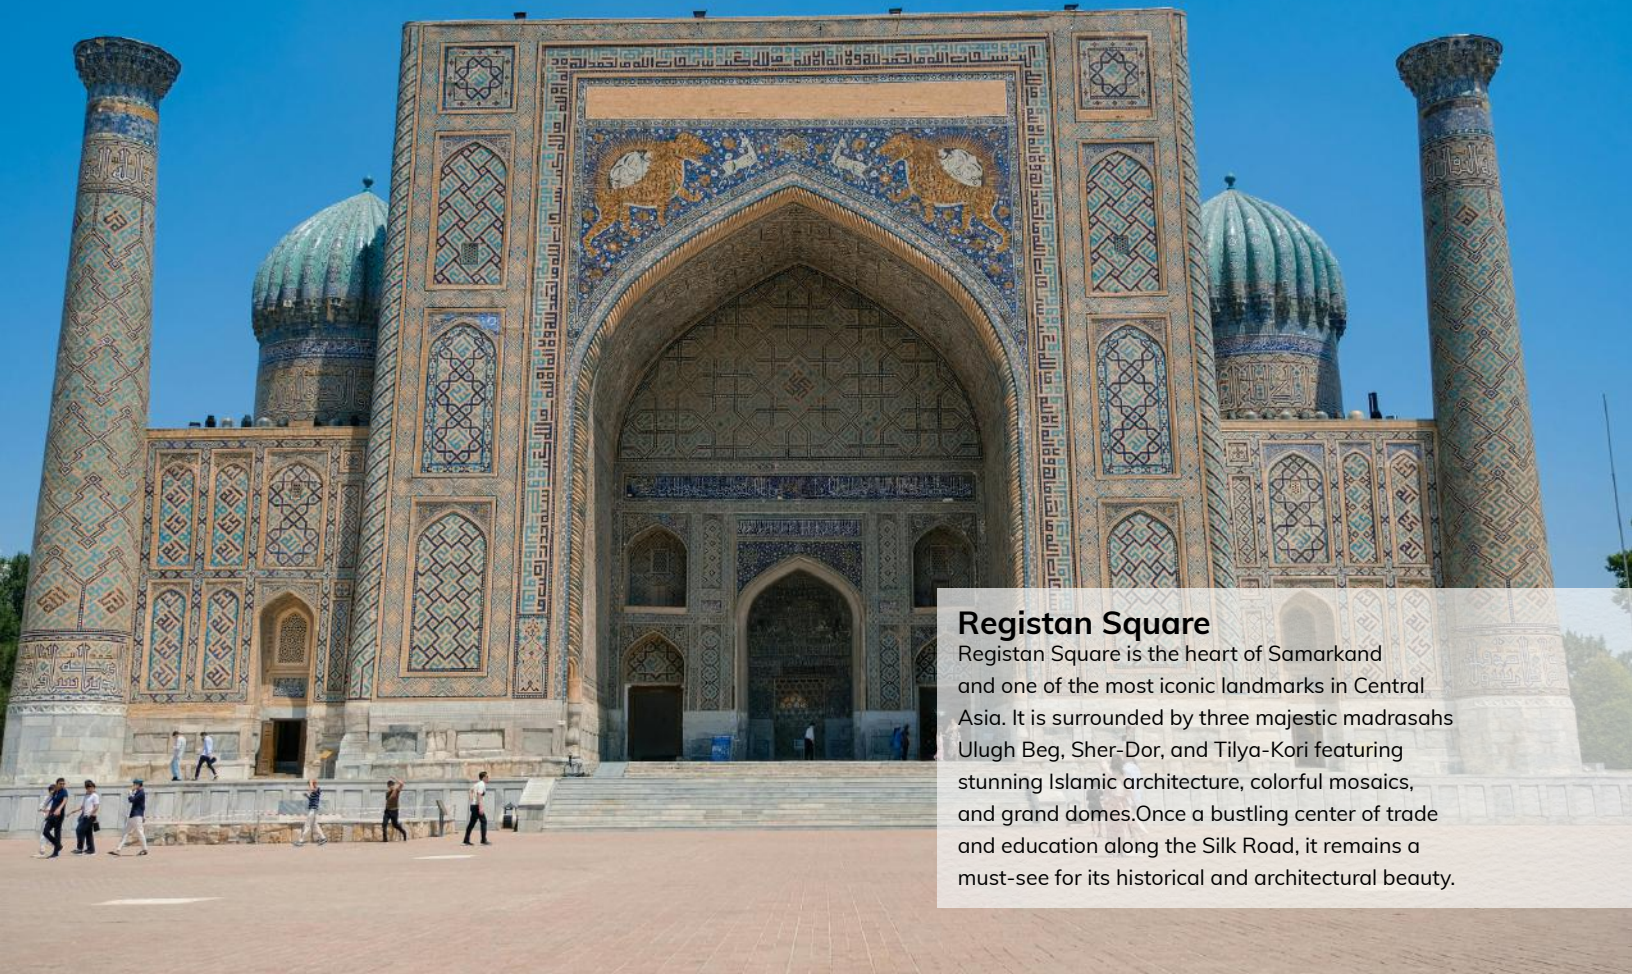 Registan Square
Registan Square is the heart of Samarkand
and one of the most iconic landmarks in Central
Asia. It is surrounded by three majestic madrasahs
Ulugh Beg, Sher-Dor, and Tilya-Kori featuring
stunning Islamic architecture, colorful mosaics,
and grand domes.Once a bustling center of trade
and education along the Silk Road, it remains a
must-see for its historical and architectural beauty.